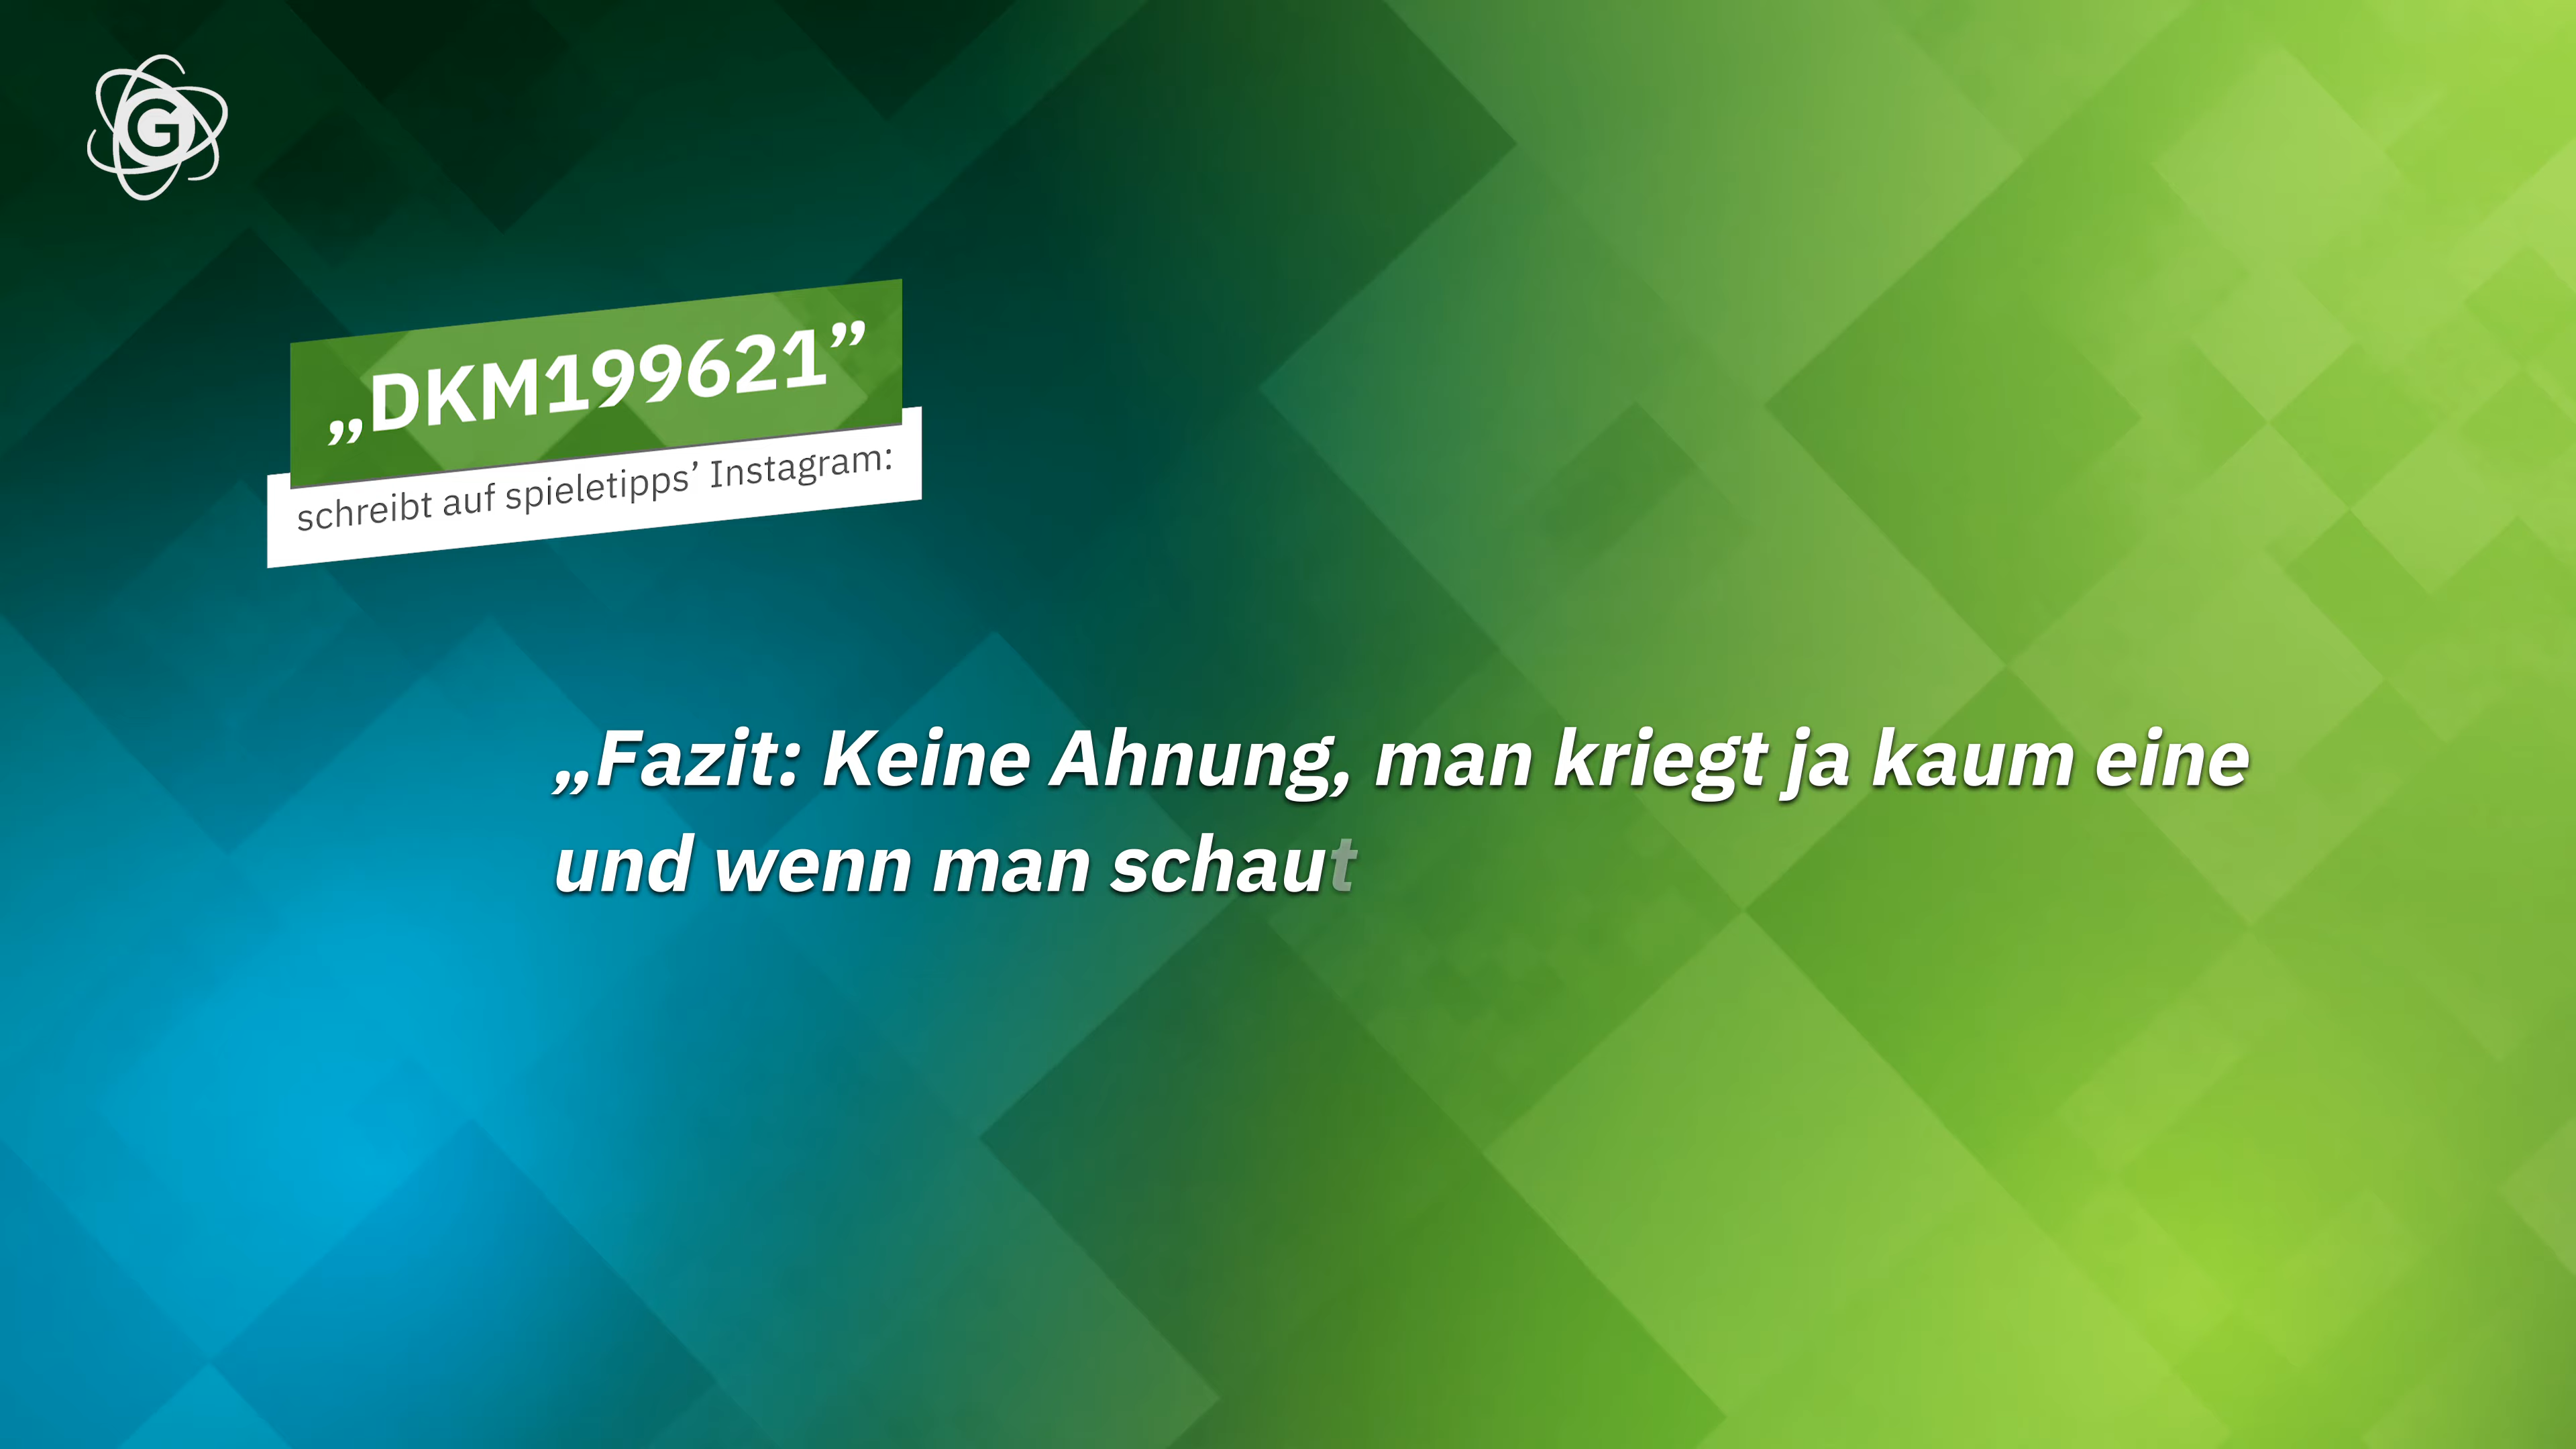 G
„DKM199621”
schreibt auf spieletipps’ Instagram:
„Fazit: Keine Ahnung, man kriegt ja kaum eine
und wenn man schaut